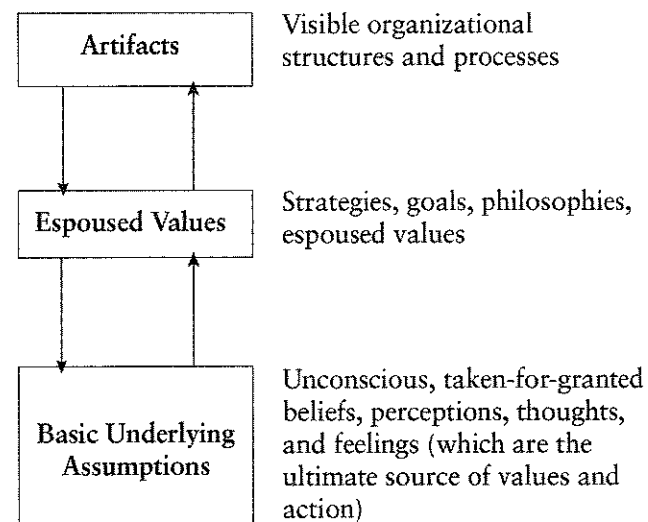 Artifacts
Visible organizational
structures and processes
Espoused Values
Strategies, goals, philosophies,
espoused values
Basic Underlying
Assumptions
Unconscious, taken-for-granted
beliefs, perceptions, thoughts,
and feelings (which are the
ultimate source of values and
action)